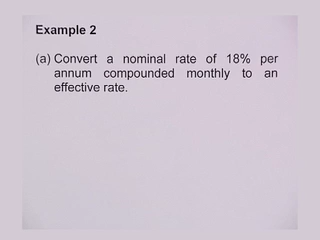 Example 2
(a) Convert a nominal rate of 18% per
annum compounded monthly to an
effective rate.